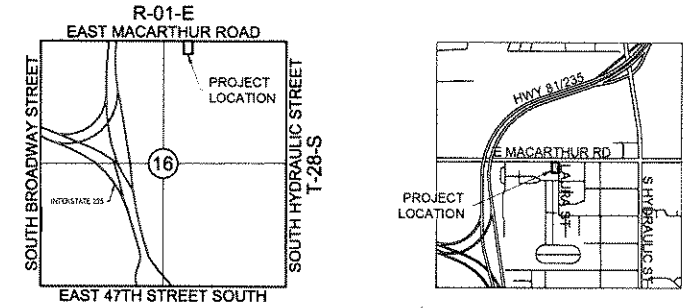 R-01-E
EAST MACARTHUR ROAD
SOUTH BROADWAY STREET
PROJECT
LOCATION
16
INTERSTATE 235
SOUTH HYDRAULIC STREET
T-28-S
EAST 47TH STREET SOUTH
HWY 81/235
E MACARTHUR RD
PROJECT
LOCATION
LAURA ST
S HYDRAULIC ST